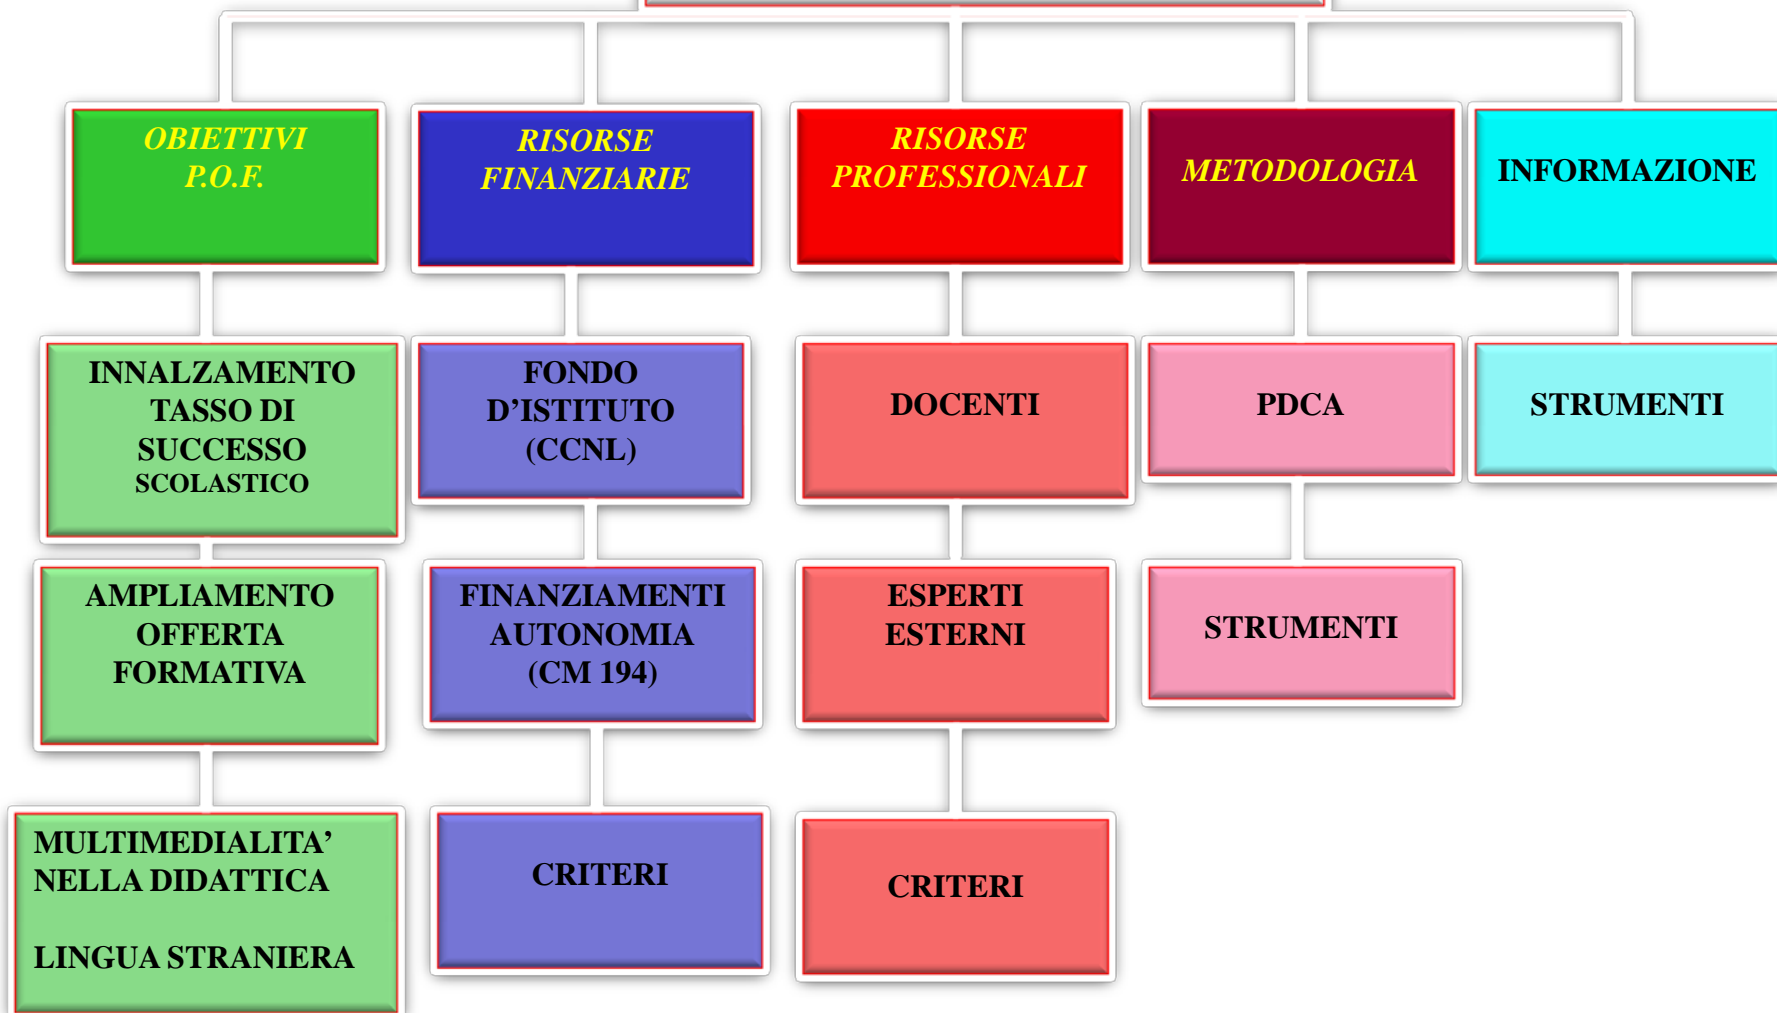 OBIETTIVI
P.O.F.
RISORSE
FINANZIARIE
RISORSE
PROFESSIONALI
METODOLOGIA
INFORMAZIONE
INNALZAMENTO
TASSO DI
SUCCESSO
SCOLASTICO
FONDO
D’ISTITUTO
(CCNL)
DOCENTI
PDCA
STRUMENTI
AMPLIAMENTO
OFFERTA
FORMATIVA
FINANZIAMENTI
AUTONOMIA
(CM 194)
ESPERTI
ESTERNI
STRUMENTI
MULTIMEDIALITA’
NELLA DIDATTICA
LINGUA STRANIERA
CRITERI
CRITERI